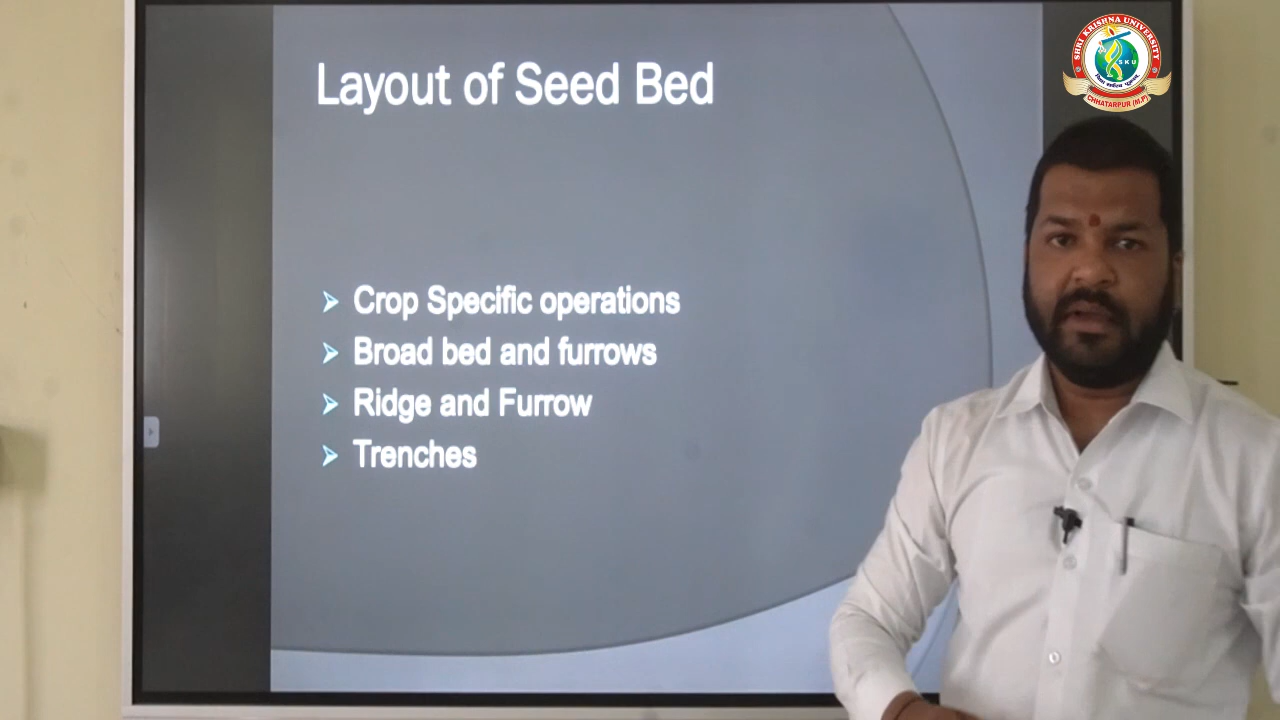 Layout of Seed Bed
SHRI KRISHNA UNIVERSITY
SKU
CHHATARPUR (M.P)
Crop Specific operations
Broad bed and furrows
Ridge and Furrow
Trenches